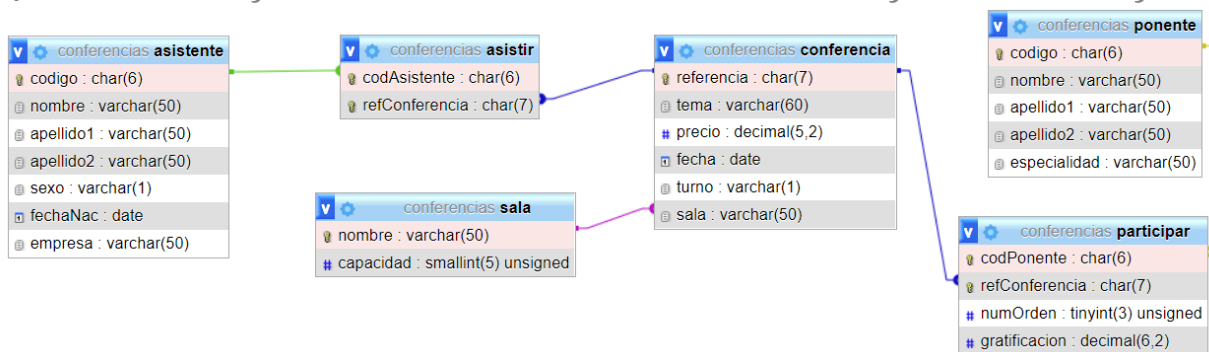 conferencias asistente
codigo : char(6)
nombre : varchar(50)
apellido1 : varchar(50)
apellido2 : varchar(50)
sexo : varchar(1)
fechaNac : date
empresa : varchar(50)
conferencias asistir
codAsistente : char(6)
refConferencia : char(7)
conferencias sala
nombre : varchar(50)
capacidad : smallint(5) unsigned
conferencias conferencia
referencia : char(7)
tema : varchar(60)
precio : decimal(5,2)
fecha : date
turno : varchar(1)
sala : varchar(50)
conferencias ponente
codigo : char(6)
nombre : varchar(50)
apellido1 : varchar(50)
apellido2 : varchar(50)
especialidad : varchar(50)
conferencias participar
codPonente : char(6)
refConferencia : char(7)
numOrden : tinyint(3) unsigned
gratificacion : decimal(6,2)